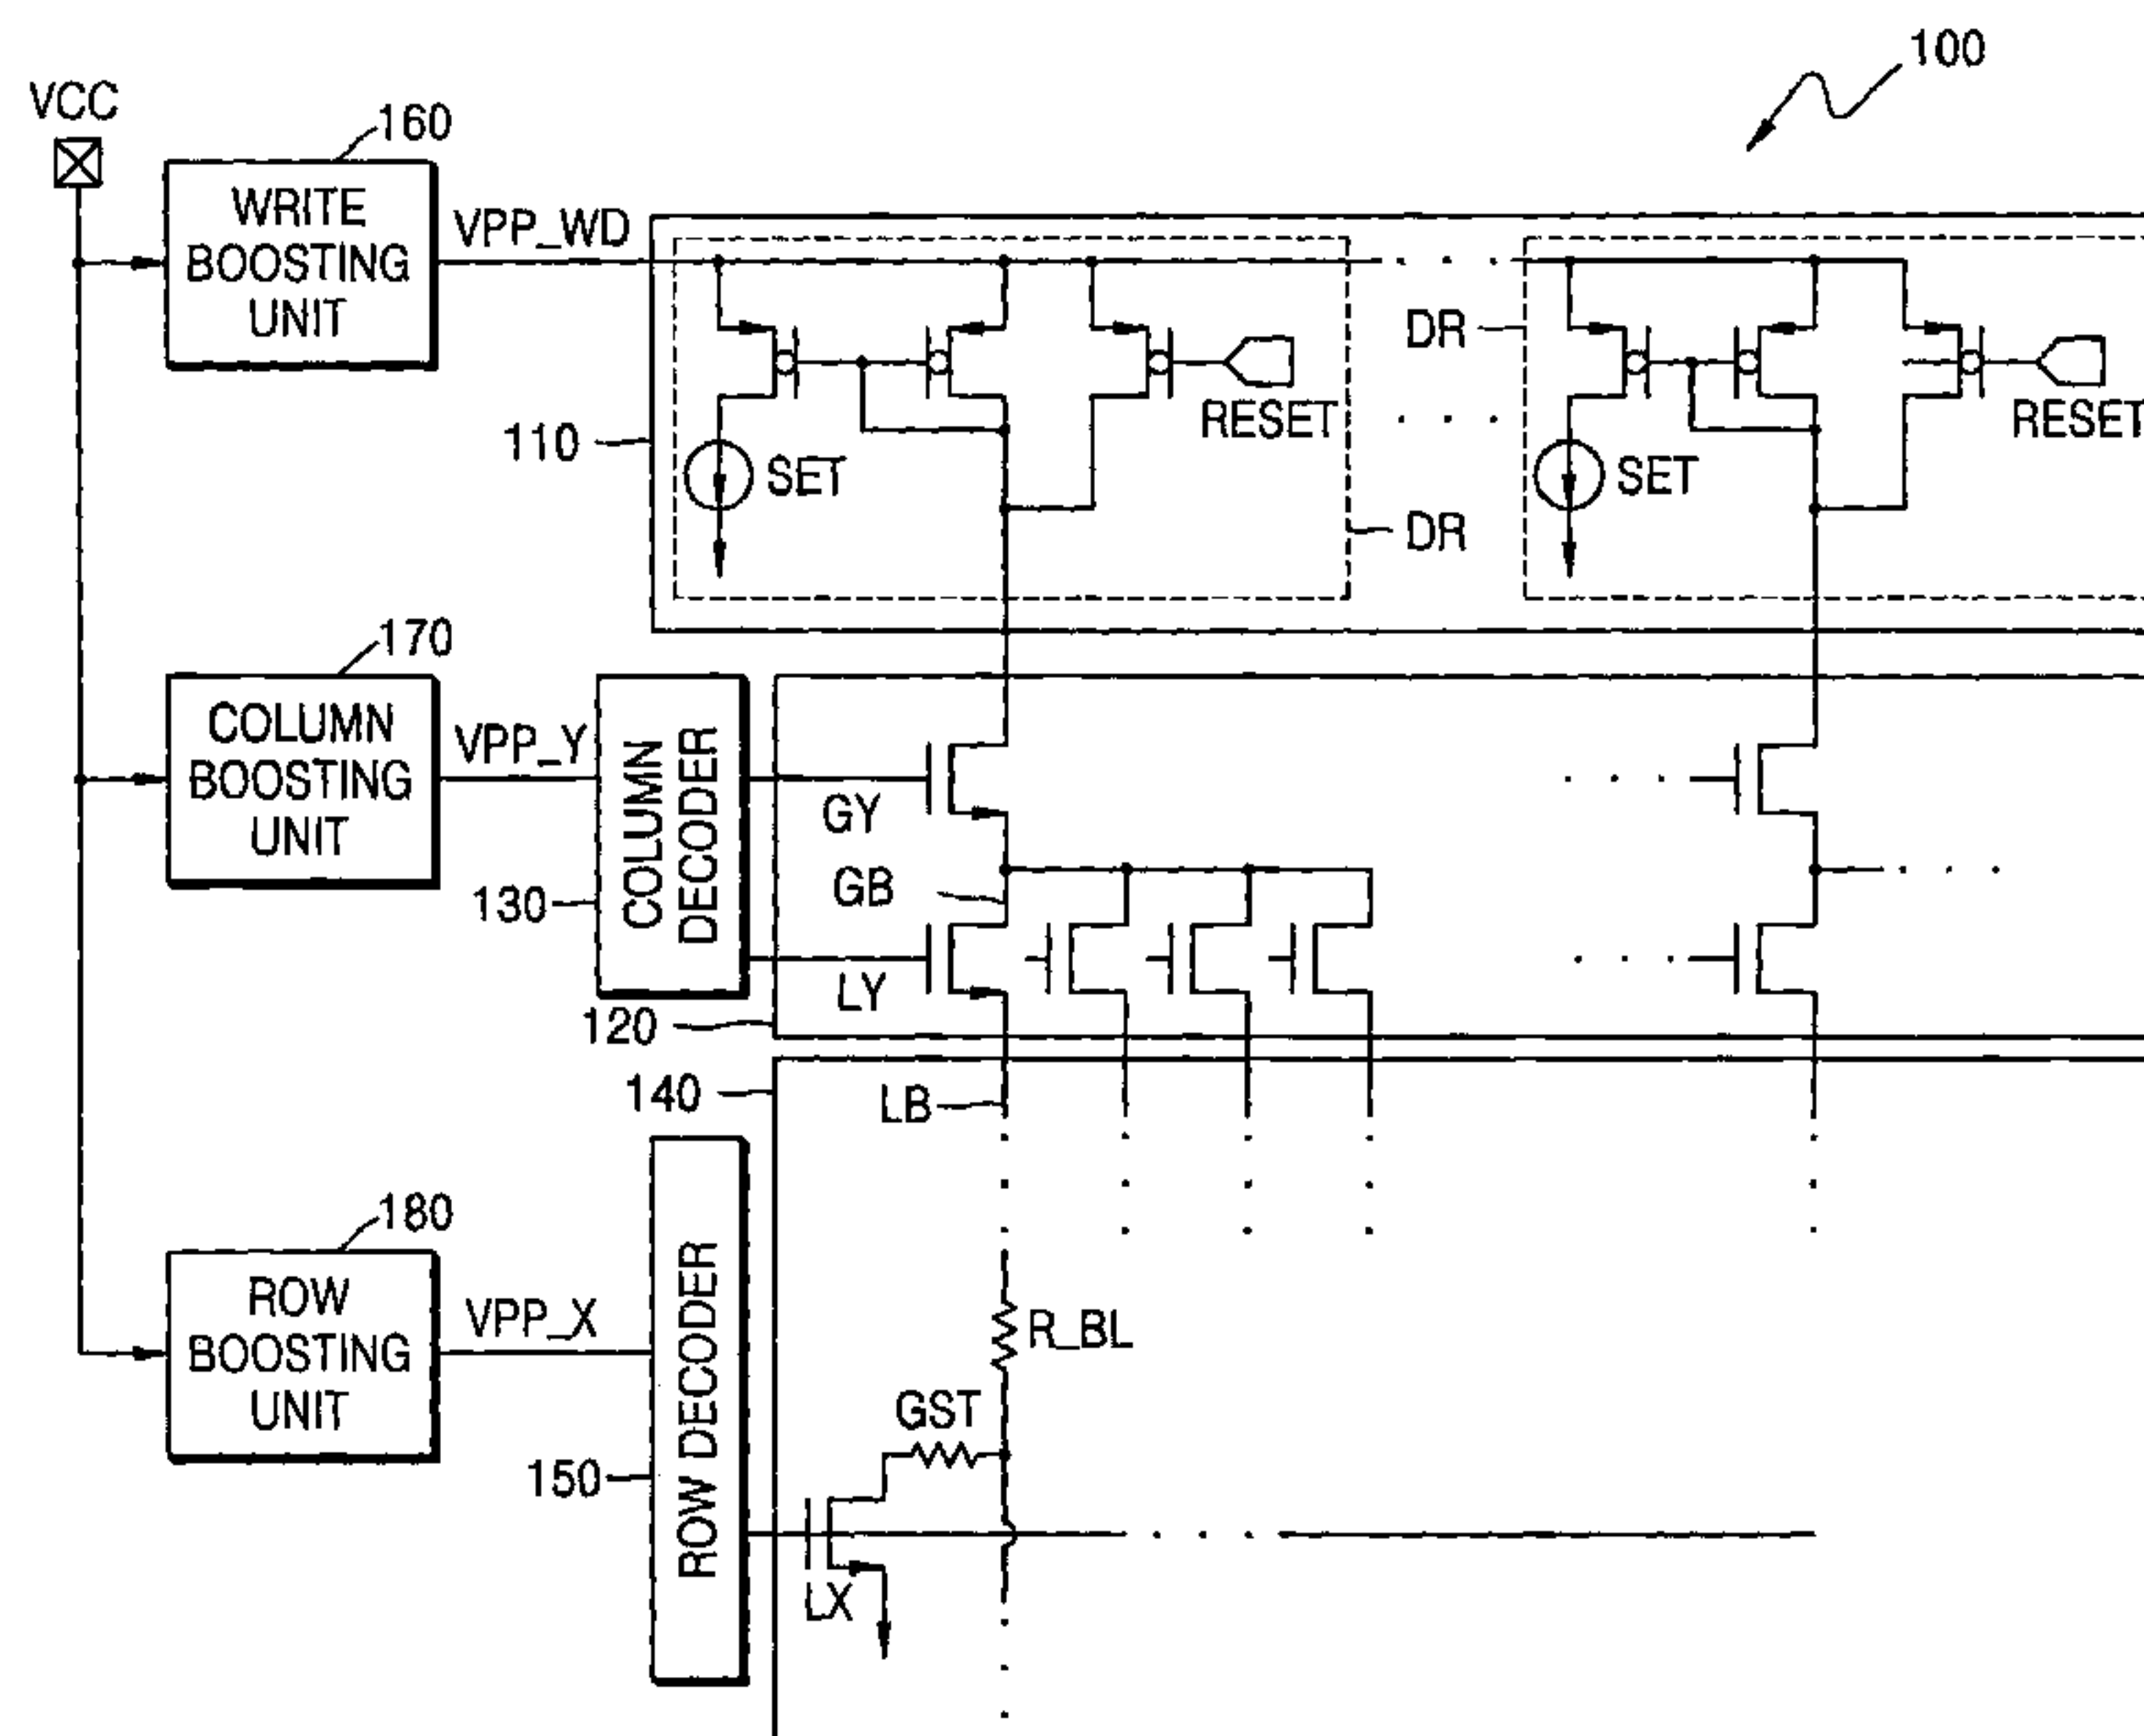 100
VCC
160
WRITE
BOOSTING
UNIT
VPP_WD
DR
RESET
RESET
110
SET
SET
DR
170
COLUMN
BOOSTING
UNIT
VPP_Y
COLUMN
DECODER
GY
130
GB
LY
120
140
LB
180
ROW
BOOSTING
UNIT
VPP_X
ROW DECODER
R_BL
GST
150
LX